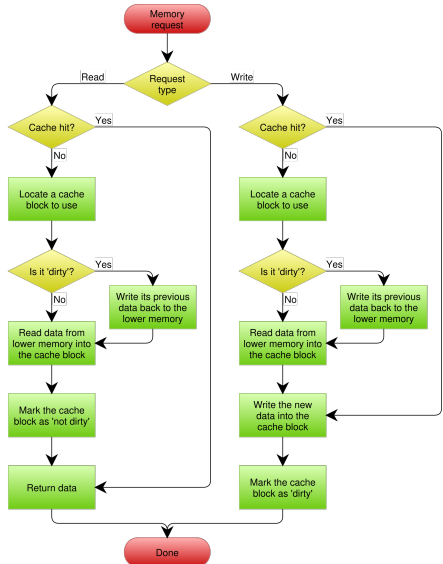 Memory
request
Request
type
Read
Write
Cache hit?
Yes
Cache hit?
Yes
No
No
Locate a cache
block to use
Locate a cache
block to use
Is it 'dirty'?
Yes
Is it 'dirty'?
Yes
No
No
Write its previous
data back to the
lower memory
Write its previous
data back to the
lower memory
Read data from
lower memory into
the cache block
Read data from
lower memory into
the cache block
Mark the cache
block as 'not dirty'
Write the new
data into the
cache block
Return data
Mark the cache
block as 'dirty'
Done